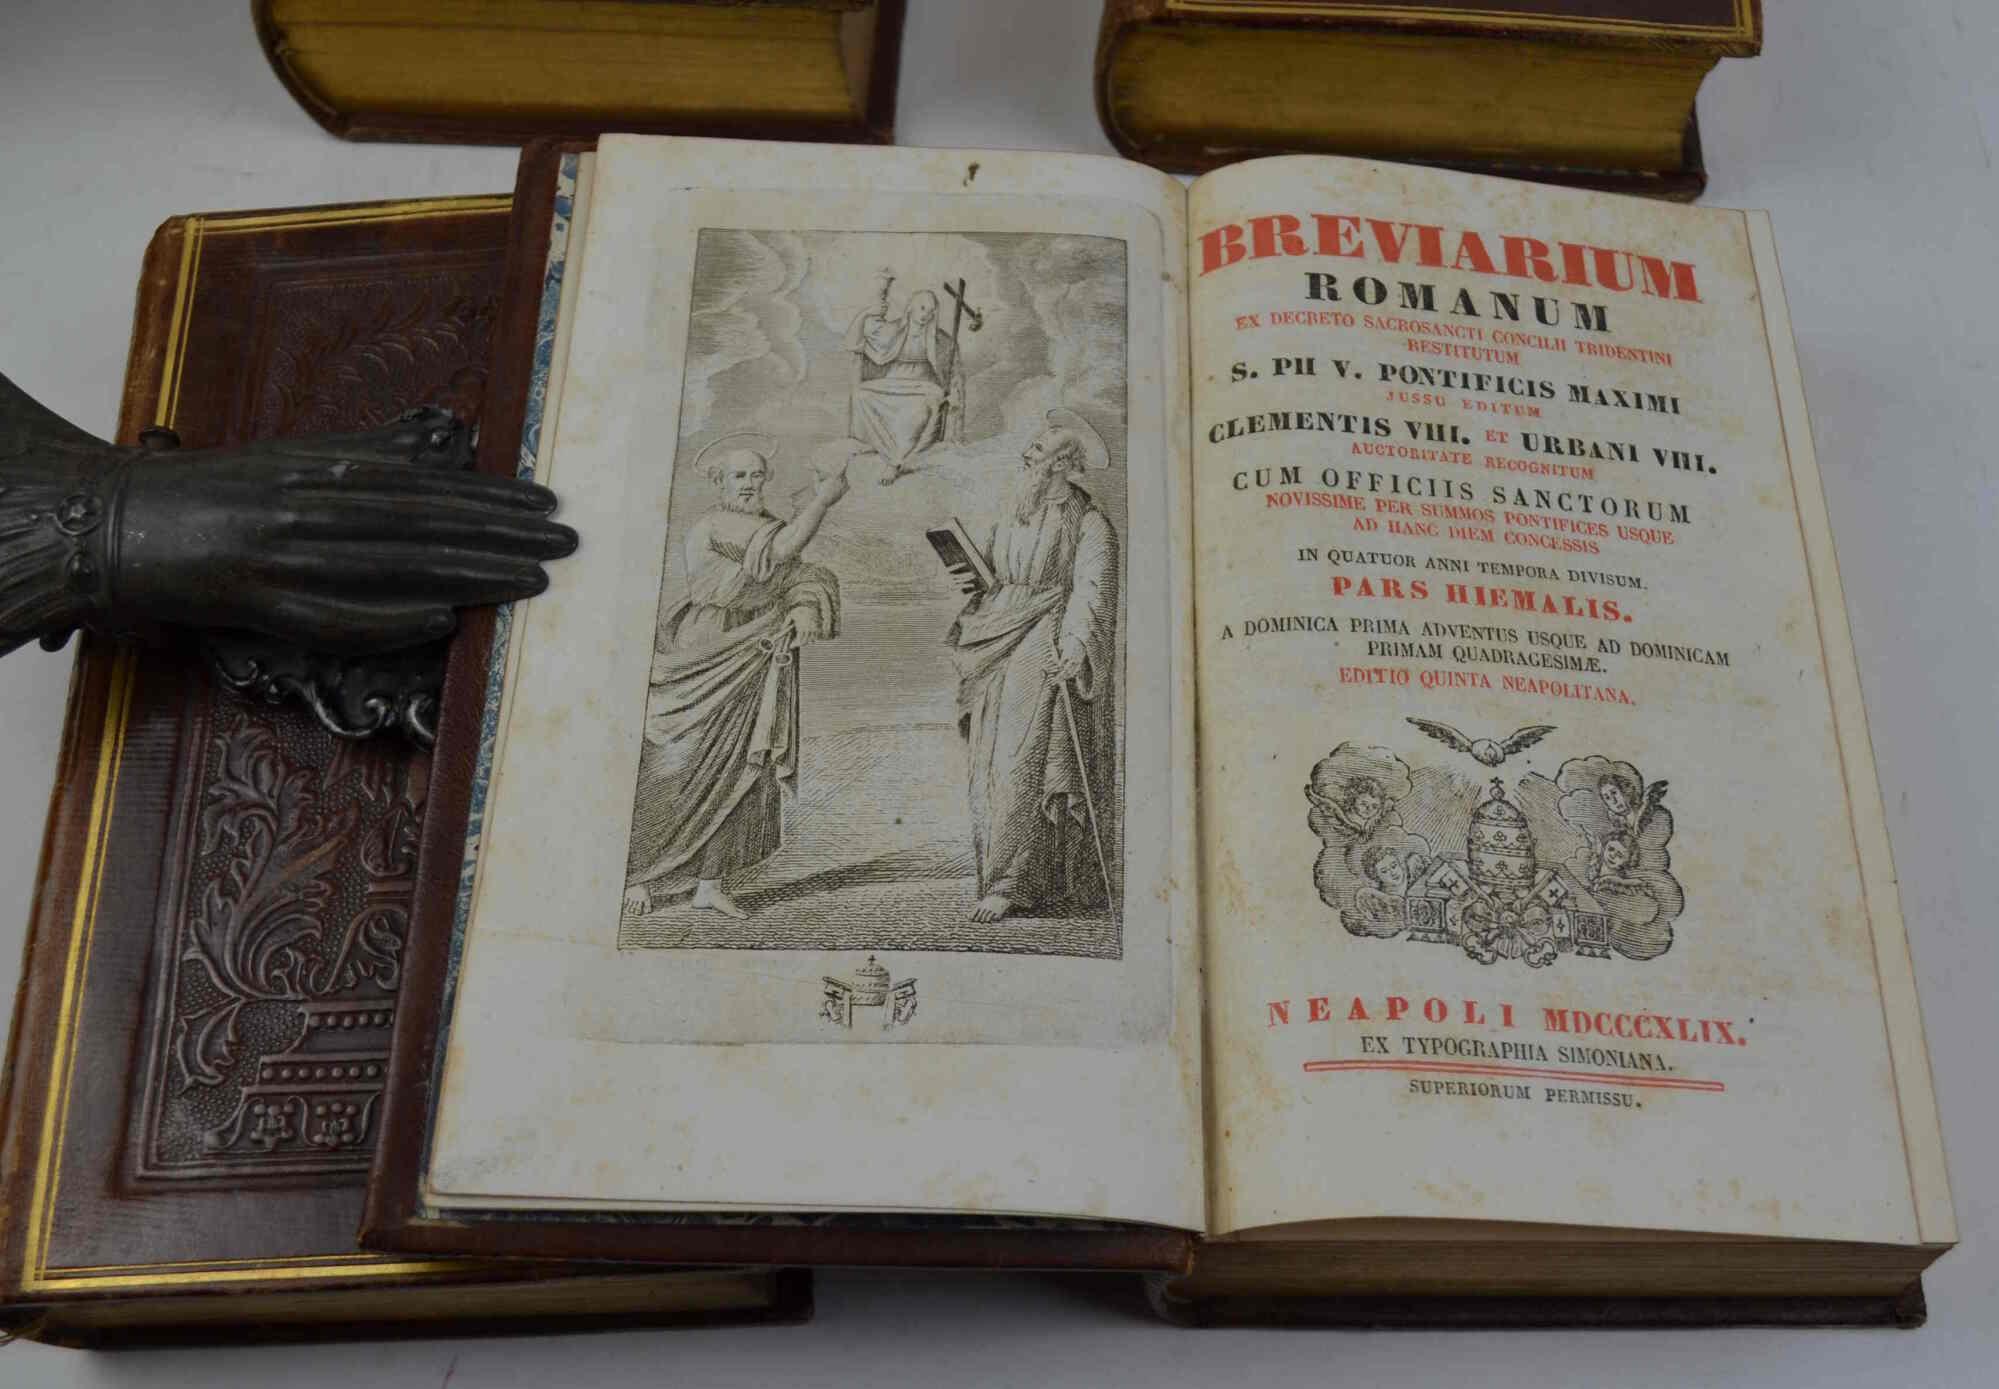 BREVIARIUM
ROMANUM
EX DECRETO SACROSANCTI CONCILII TRIDENTINI
RESTITUTUM
S. PII V. PONTIFICIS MAXIMI
JUSSU EDITUM
CLEMENTIS VIII. ET URBANI VIII.
AUCTORITATE RECOGNITUM
CUM OFFICIIS SANCTORUM
NOVISSIME PER SUMMOS PONTIFICES USQUE
AD HANC DIEM CONCESSIS
IN QUATUOR ANNI TEMPORA DIVISUM.
PARS HIEMALIS.
A DOMINICA PRIMA ADVENTUS USQUE AD DOMINICAM
PRIMAM QUADRAGESIMÆ.
EDITIO QUINTA NEAPOLITANA.
NEAPOLI MDCCCXLIX.
EX TYPOGRAPHIA SIMONIANA.
SUPERIORUM PERMISSU.